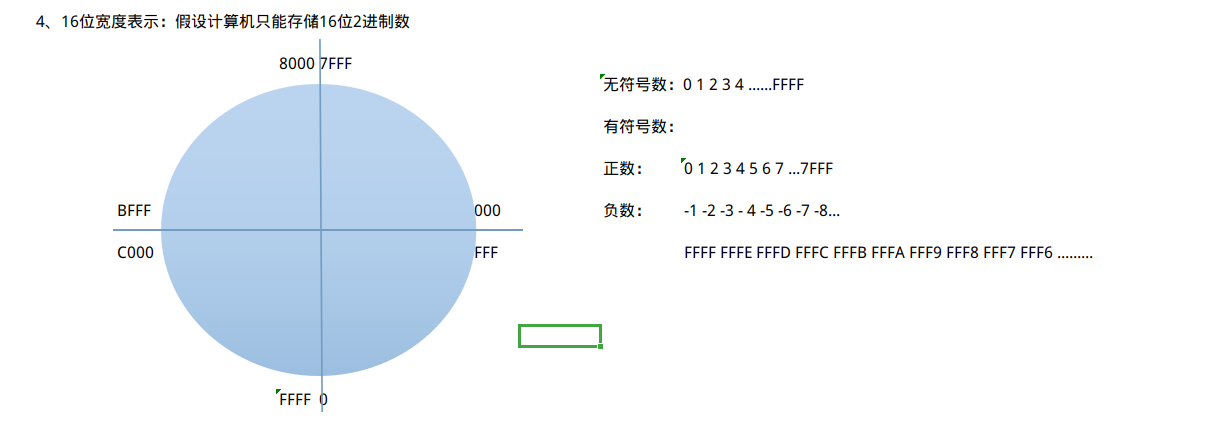 4、16位宽度表示：假设计算机只能存储16位2进制数
8000 7FFF
无符号数：0 1 2 3 4 ......FFFF
有符号数：
正数： 0 1 2 3 4 5 6 7 ...7FFF
BFFF
000
负数： -1 -2 -3 - 4 -5 -6 -7 -8...
C000
FFF
FFFF FFFE FFFD FFFC FFFB FFFA FFF9 FFF8 FFF7 FFF6 .........
FFFF 0